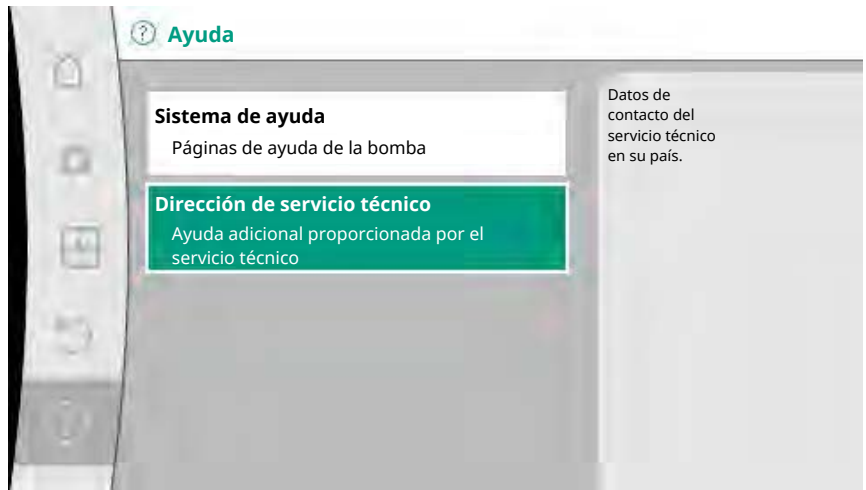 Ayuda
Sistema de ayuda
Páginas de ayuda de la bomba
Dirección de servicio técnico
Ayuda adicional proporcionada por el
servicio técnico
Datos de
contacto del
servicio técnico
en su país.